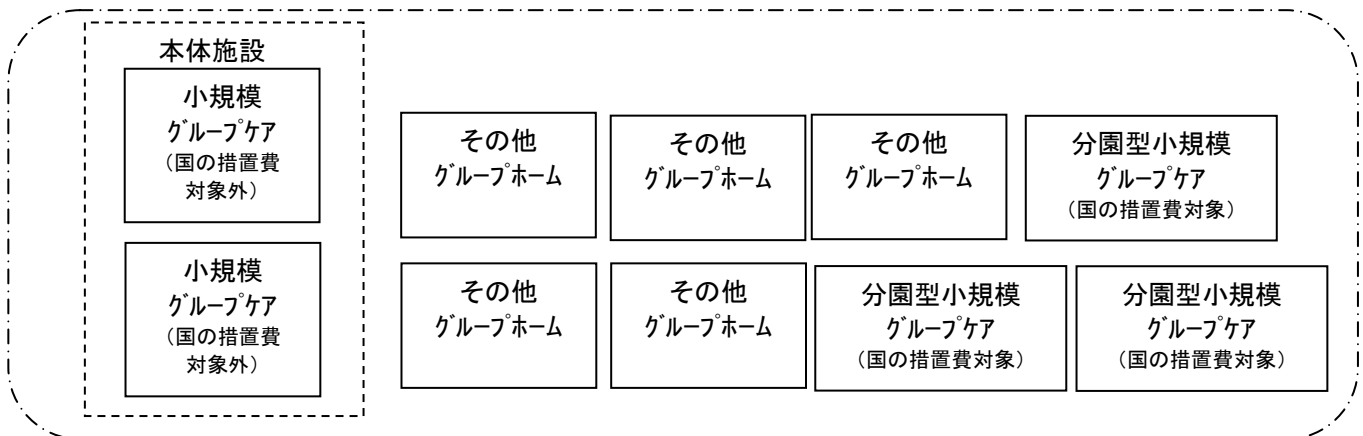 本体施設
小規模
ｸﾞﾙｰﾌﾟｹｱ
（国の措置費
対象外）
小規模
ｸﾞﾙｰﾌﾟｹｱ
（国の措置費
対象外）
その他
ｸﾞﾙｰﾌﾟﾎｰﾑ
その他
ｸﾞﾙｰﾌﾟﾎｰﾑ
その他
ｸﾞﾙｰﾌﾟﾎｰﾑ
分園型小規模
ｸﾞﾙｰﾌﾟｹｱ
（国の措置費対象）
その他
ｸﾞﾙｰﾌﾟﾎｰﾑ
その他
ｸﾞﾙｰﾌﾟﾎｰﾑ
分園型小規模
ｸﾞﾙｰﾌﾟｹｱ
（国の措置費対象）
分園型小規模
ｸﾞﾙｰﾌﾟｹｱ
（国の措置費対象）